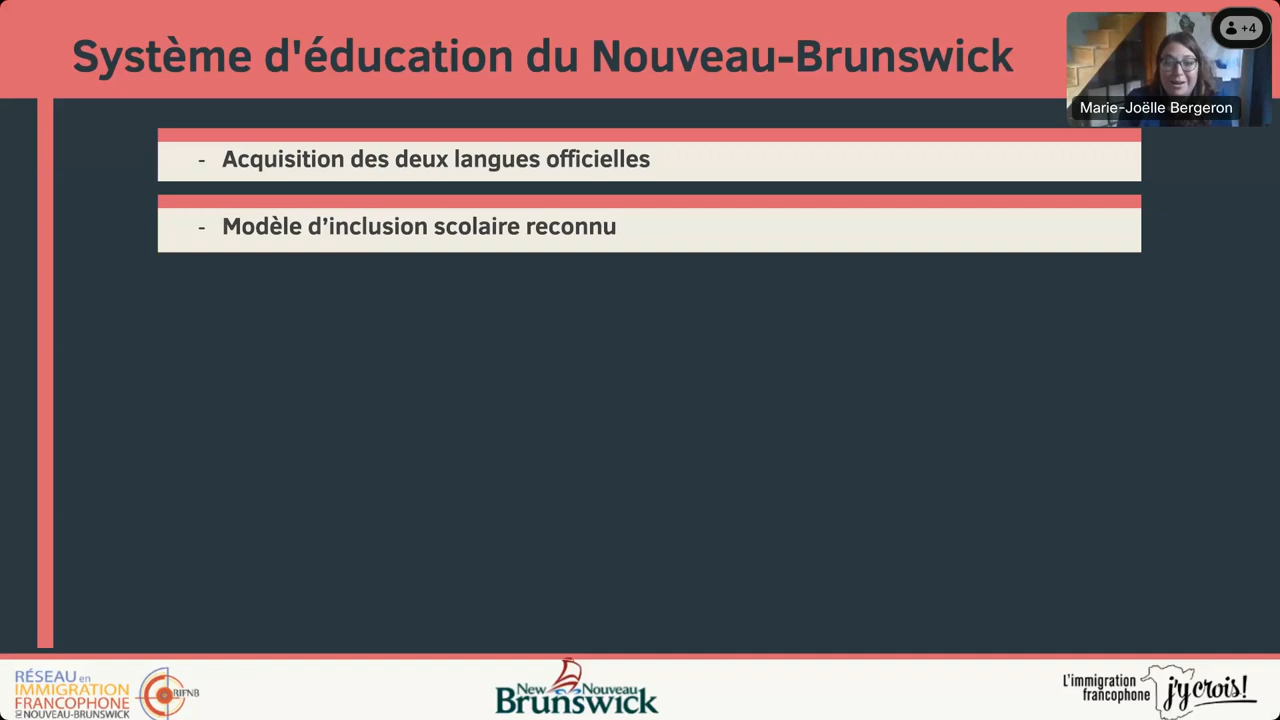 Système d'éducation du Nouveau-Brunswick
+4
Marie-Joëlle Bergeron
- Acquisition des deux langues officielles
- Modèle d’inclusion scolaire reconnu
RÉSEAU en
IMMIGRATION
FRANCOPHONE
DU NOUVEAU-BRUNSWICK
RIFNB
New Nouveau
Brunswick
L'immigration
francophone
j'y crois!